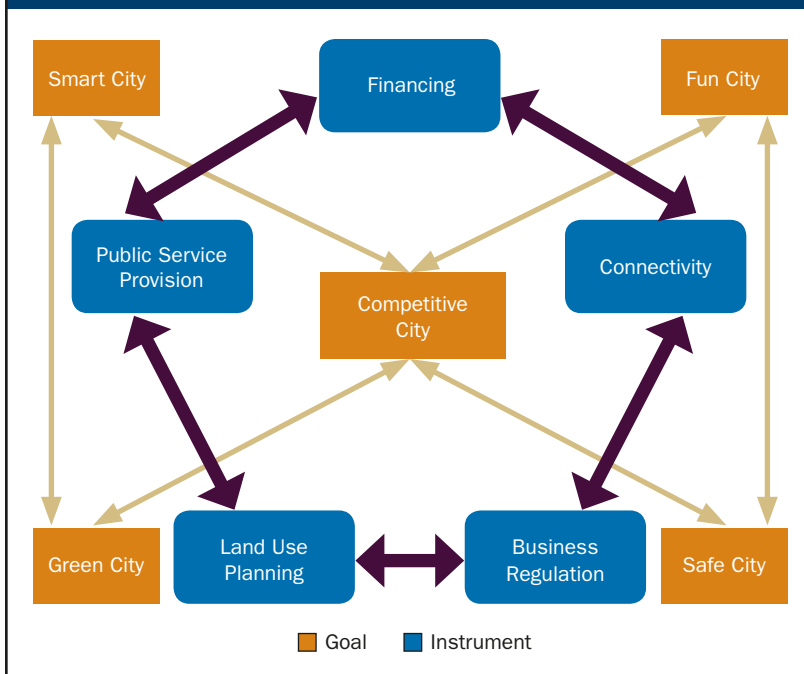 Smart City
Financing
Fun City
Public Service
Provision
Connectivity
Competitive
City
Green City
Land Use
Planning
Business
Regulation
Safe City
Goal
Instrument